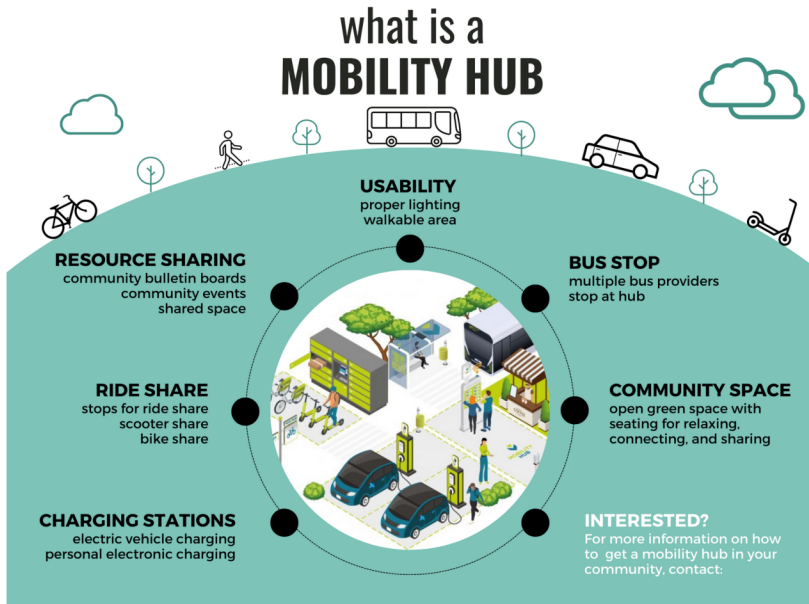 what is a
MOBILITY HUB
USABILITY
proper lighting
walkable area
RESOURCE SHARING
community bulletin boards
community events
shared space
BUS STOP
multiple bus providers
stop at hub
RIDE SHARE
stops for ride share
scooter share
bike share
COMMUNITY SPACE
open green space with
seating for relaxing,
connecting, and sharing
CHARGING STATIONS
electric vehicle charging
personal electronic charging
INTERESTED?
For more information on how
to get a mobility hub in your
community, contact:
MOBILITY
HUB